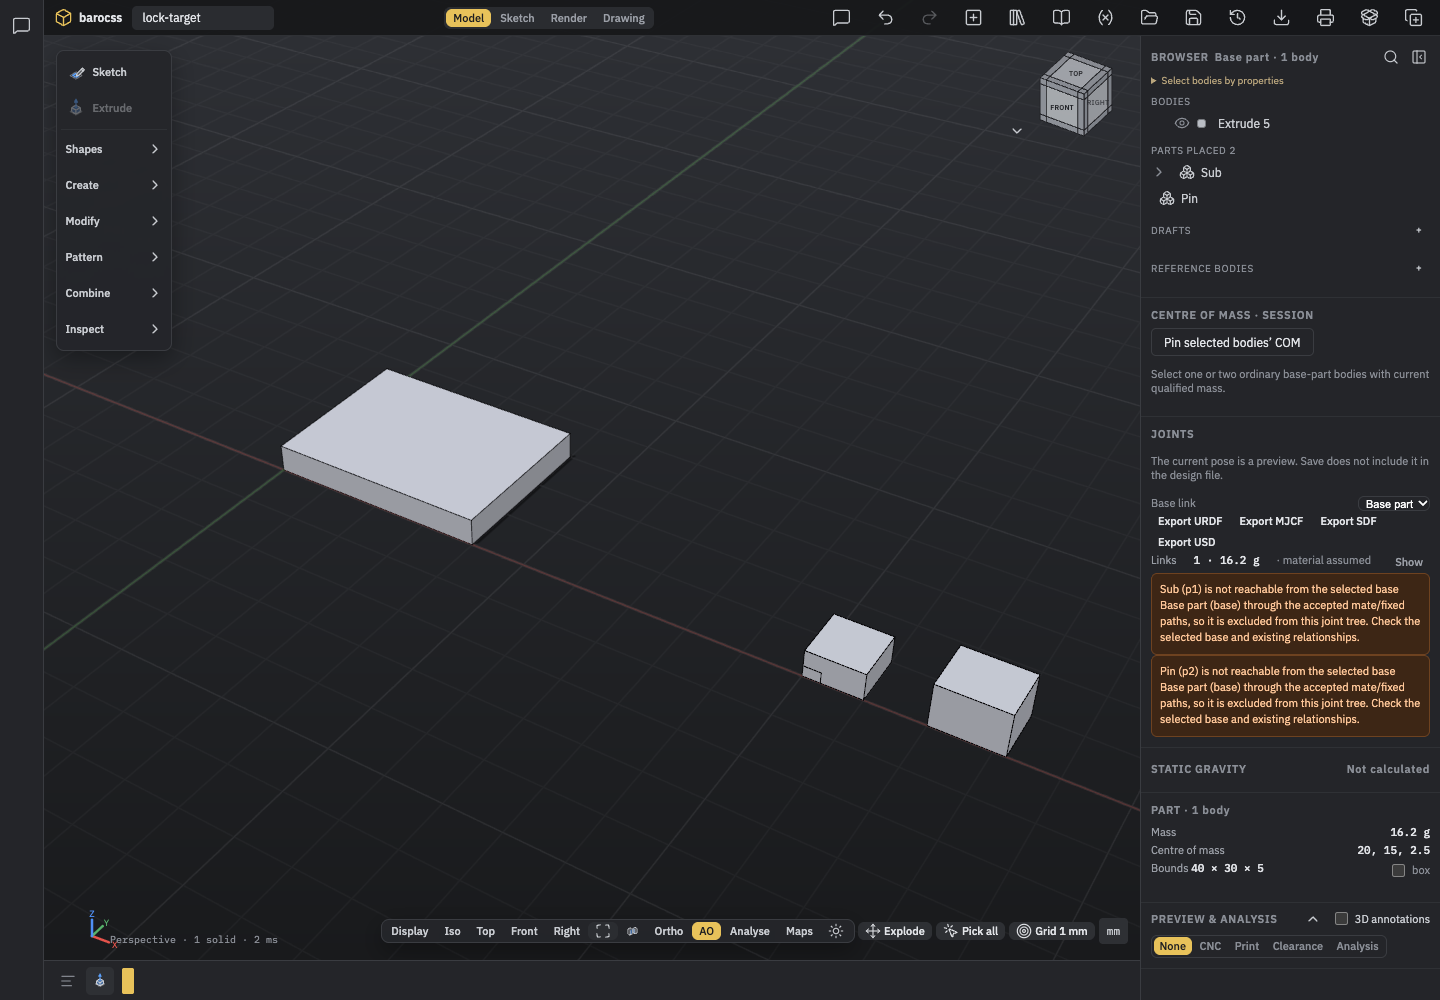 barocss
lock-target
Model Sketch Render Drawing
Sketch
Extrude
Shapes
Create
Modify
Pattern
Combine
Inspect
TOP
FRONT
RIGHT
BROWSER Base part · 1 body
Select bodies by properties
BODIES
Extrude 5
PARTS PLACED 2
Sub
Pin
DRAFTS +
REFERENCE BODIES +
CENTRE OF MASS · SESSION
Pin selected bodies’ COM
Select one or two ordinary base-part bodies with current
qualified mass.
JOINTS
The current pose is a preview. Save does not include it in
the design file.
Base link Base part
Export URDF Export MJCF Export SDF
Export USD
Links 1 · 16.2 g · material assumed Show
Sub (p1) is not reachable from the selected base
Base part (base) through the accepted mate/fixed
paths, so it is excluded from this joint tree. Check the
selected base and existing relationships.
Pin (p2) is not reachable from the selected base
Base part (base) through the accepted mate/fixed
paths, so it is excluded from this joint tree. Check the
selected base and existing relationships.
STATIC GRAVITY Not calculated
PART · 1 body
Mass 16.2 g
Centre of mass 20, 15, 2.5
Bounds 40 × 30 × 5 box
PREVIEW & ANALYSIS 3D annotations
None CNC Print Clearance Analysis
Z
Y
X
Perspective · 1 solid · 2 ms
Display Iso Top Front Right Ortho AO Analyse Maps Explode Pick all Grid 1 mm mm